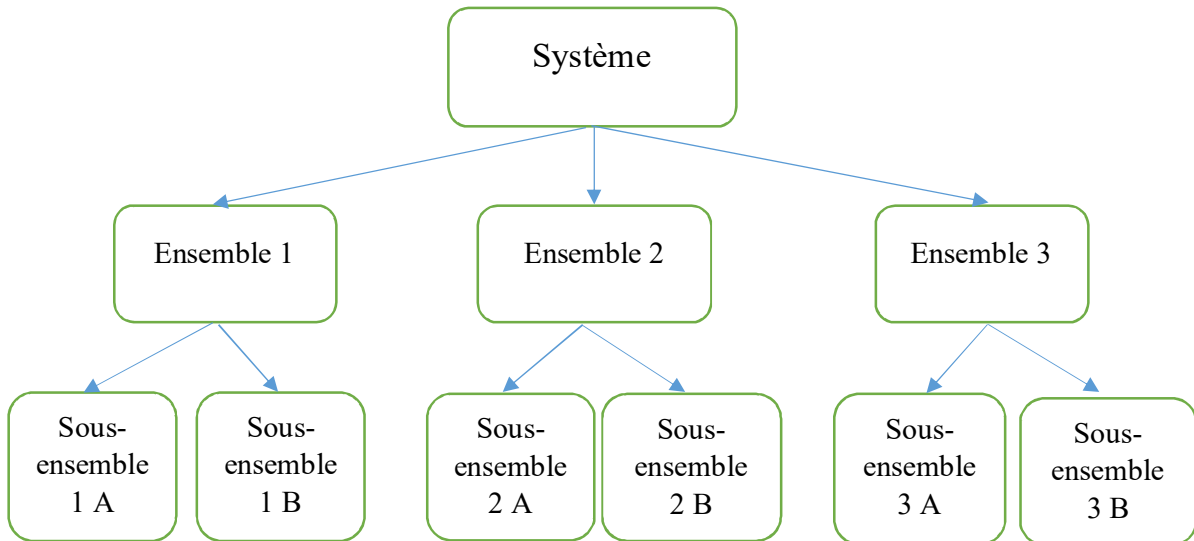 Système
Ensemble 1
Ensemble 2
Ensemble 3
Sous-
ensemble
1 A
Sous-
ensemble
1 B
Sous-
ensemble
2 A
Sous-
ensemble
2 B
Sous-
ensemble
3 A
Sous-
ensemble
3 B